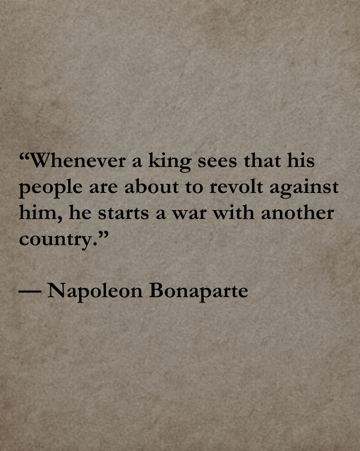 “Whenever a king sees that his
people are about to revolt against
him, he starts a war with another
country.”
— Napoleon Bonaparte